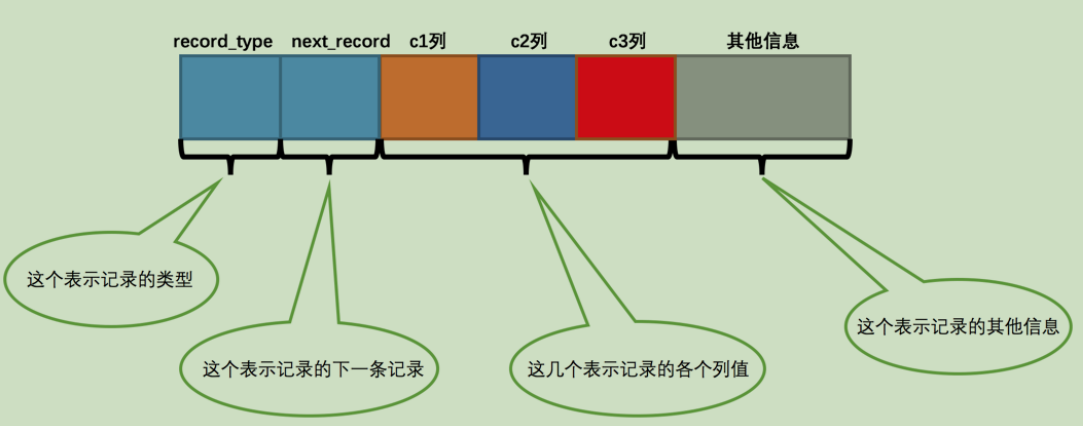 record_type next_record c1列 c2列 c3列 其他信息
这个表示记录的类型
这个表示记录的下一条记录
这几个表示记录的各个列值
这个表示记录的其他信息